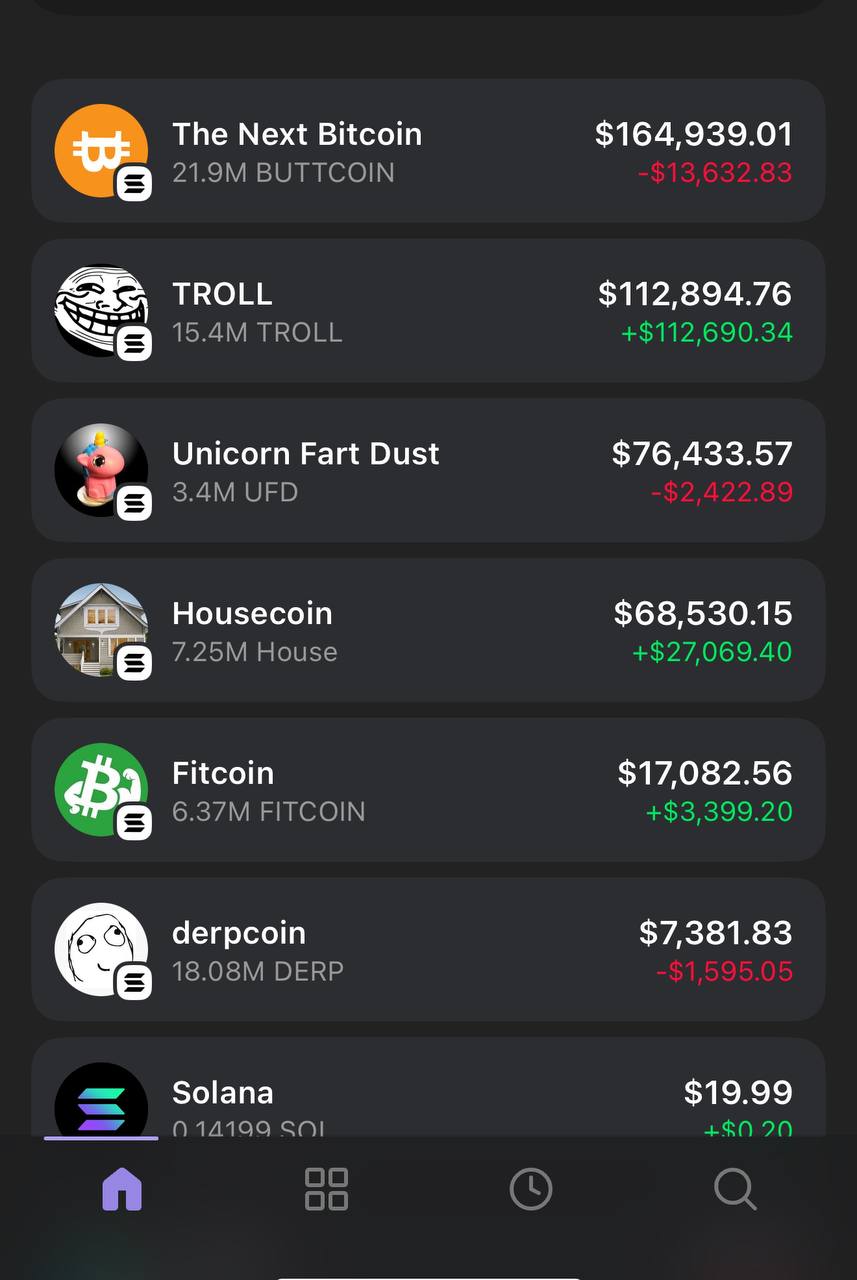 The Next Bitcoin
$164,939.01
21.9M BUTTCOIN
-$13,632.83
TROLL
$112,894.76
15.4M TROLL
+$112,690.34
Unicorn Fart Dust
$76,433.57
3.4M UFD
-$2,422.89
Housecoin
$68,530.15
7.25M House
+$27,069.40
Fitcoin
$17,082.56
6.37M FITCOIN
+$3,399.20
derpcoin
$7,381.83
18.08M DERP
-$1,595.05
Solana
$19.99
0.14199 SOL
+$0.20